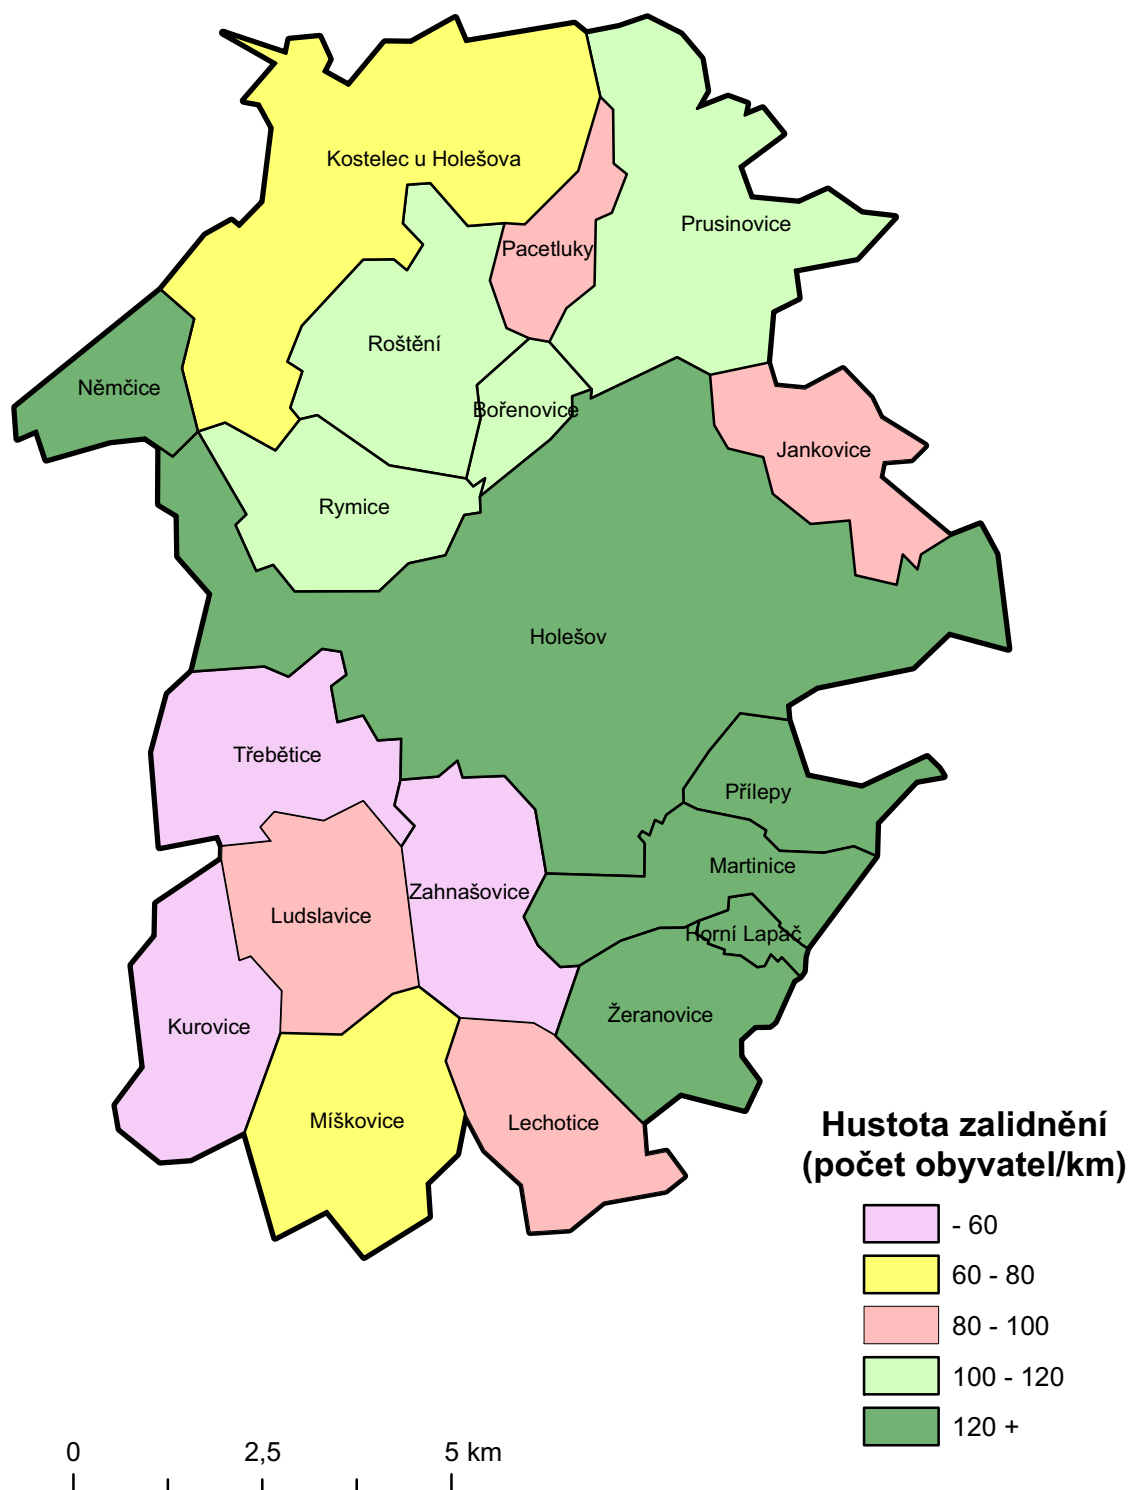 Kostelec u Holešova
Prusinovice
Pacetluky
Roštění
Němčice
Bořenovice
Jankovice
Rymice
Holešov
Třebětice
Přílepy
Martinice
Zahnašovice
Ludslavice
Horní Lapač
Žeranovice
Kurovice
Míškovice
Lechotice
Hustota zalidnění
(počet obyvatel/km)
- 60
60 - 80
80 - 100
100 - 120
120 +
0 2,5 5 km